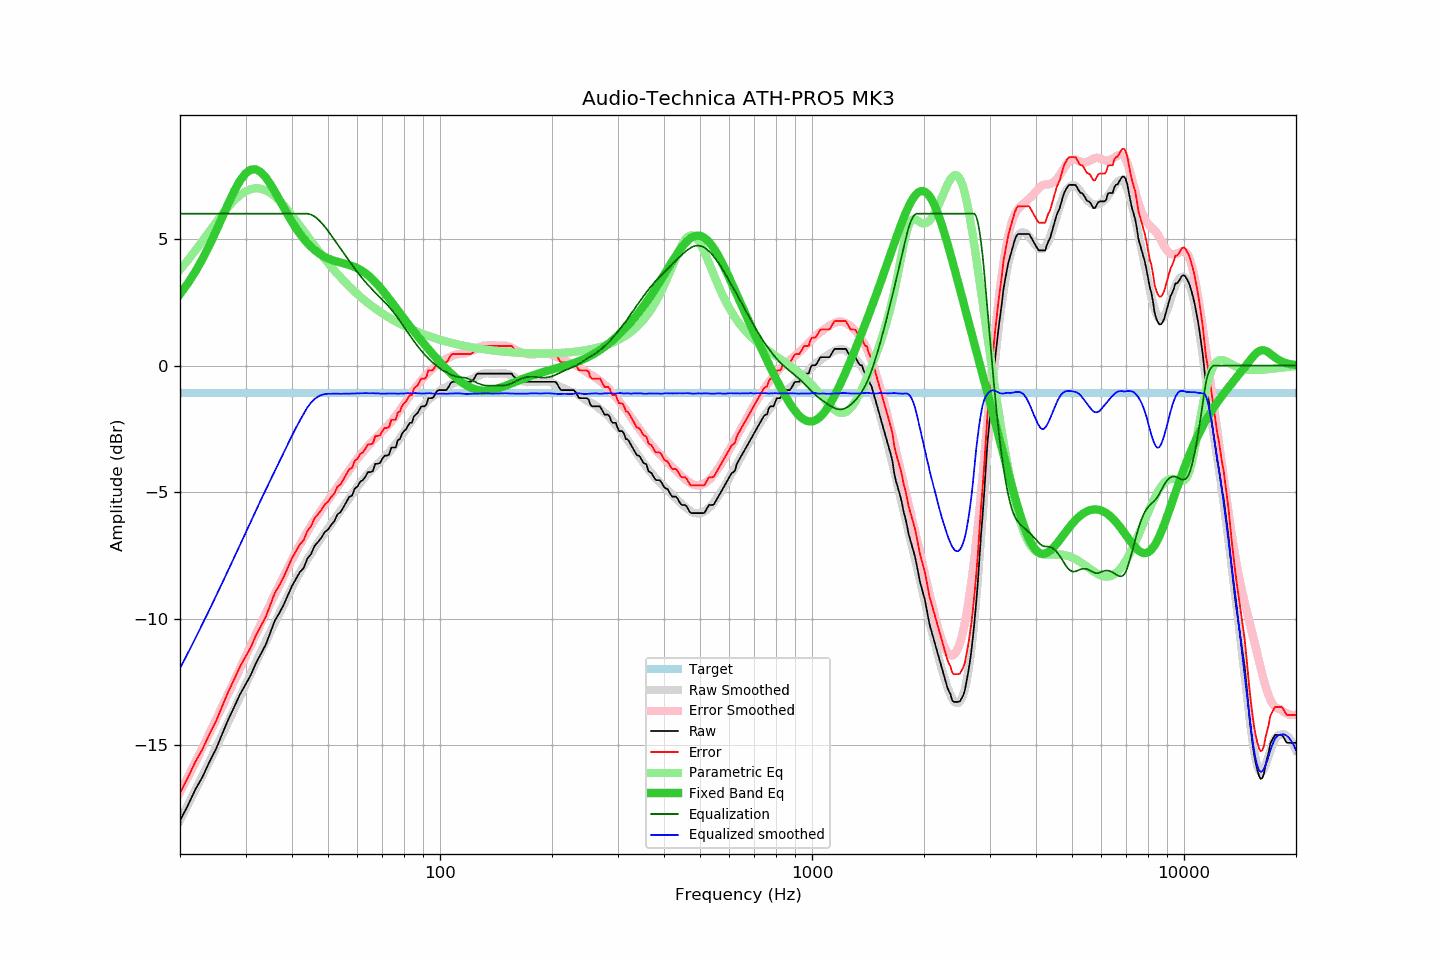 Audio-Technica ATH-PRO5 MK3
Amplitude (dBr)
5
0
−5
−10
−15
Target
Raw Smoothed
Error Smoothed
Raw
Error
Parametric Eq
Fixed Band Eq
Equalization
Equalized smoothed
100
1000
10000
Frequency (Hz)